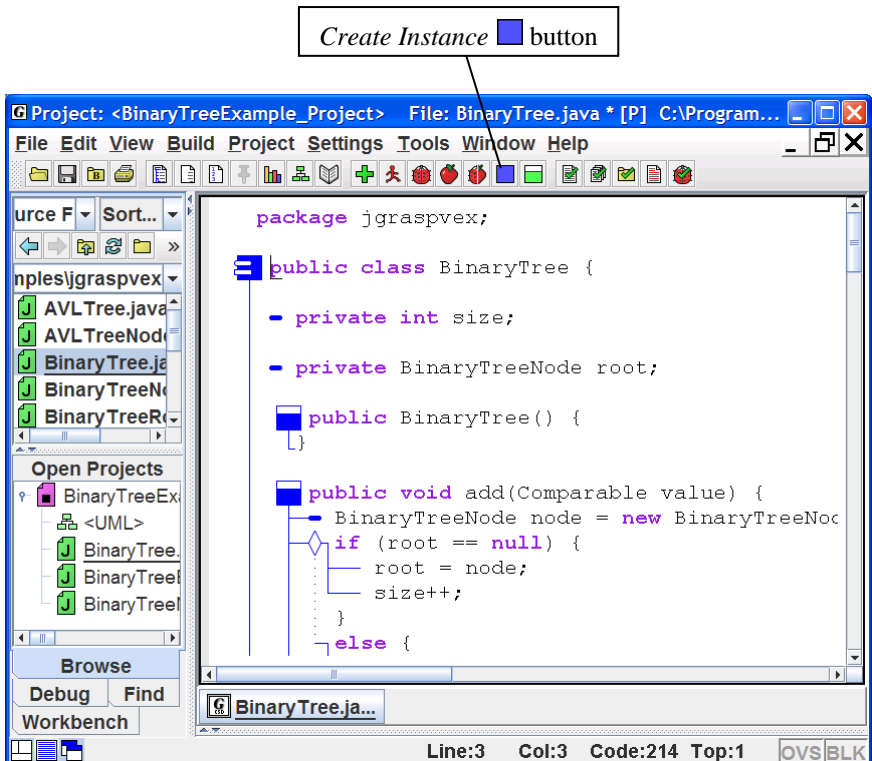 Create Instance button
Project: <BinaryTreeExample_Project> File: BinaryTree.java * [P] C:\Program...
File Edit View Build Project Settings Tools Window Help
urce F Sort...
»
nples\jgraspvex
AVLTree.java
AVLTreeNod
BinaryTree.ja
BinaryTreeN
BinaryTreeR
Open Projects
BinaryTreeEx
<UML>
BinaryTree.
BinaryTree
BinaryTree
Browse
Debug Find
Workbench
package jgraspvex;
public class BinaryTree {
private int size;
private BinaryTreeNode root;
public BinaryTree() {
}
public void add(Comparable value) {
BinaryTreeNode node = new BinaryTreeNoc
if (root == null) {
root = node;
size++;
}
else {
BinaryTree.ja...
Line:3 Col:3 Code:214 Top:1 OVS BLK